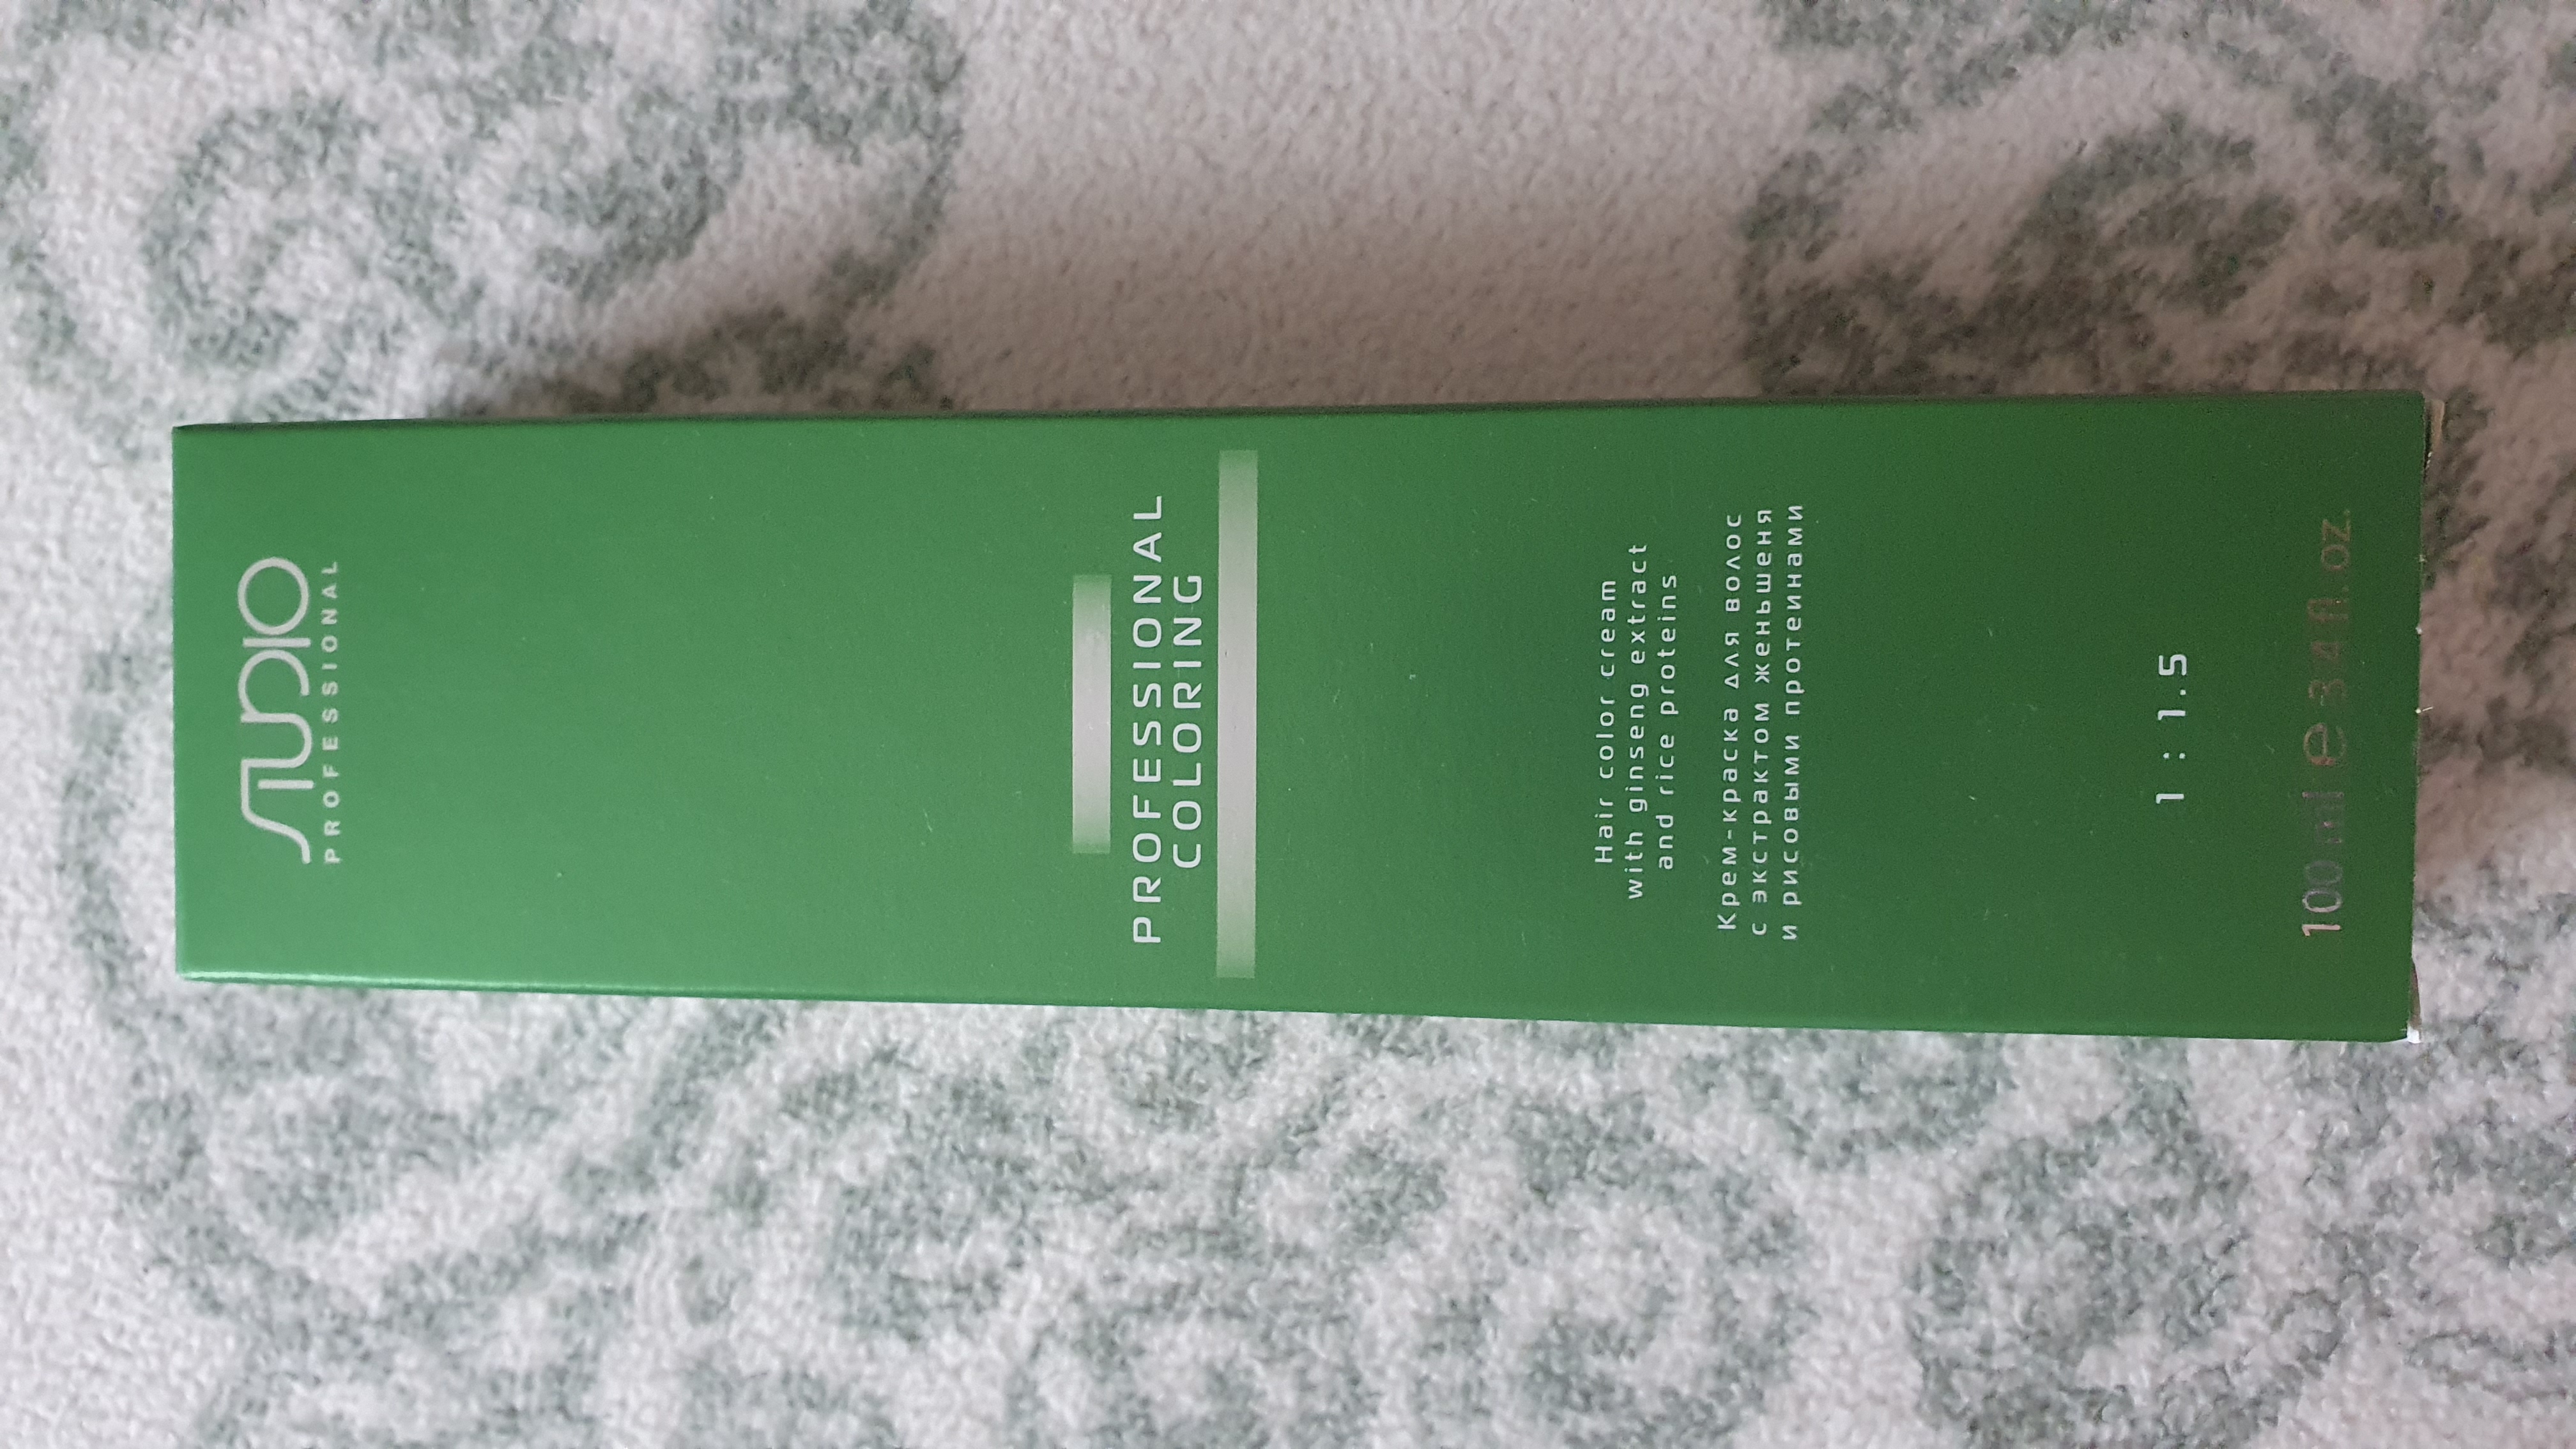 STUDIO
PROFESSIONAL
PROFESSIONAL
COLORING
Hair color cream
with ginseng extract
and rice proteins
Крем-краска для волос
с экстрактом женьшеня
и рисовыми протеинами
1 : 1.5
100 ml e 3.4 fl.oz.